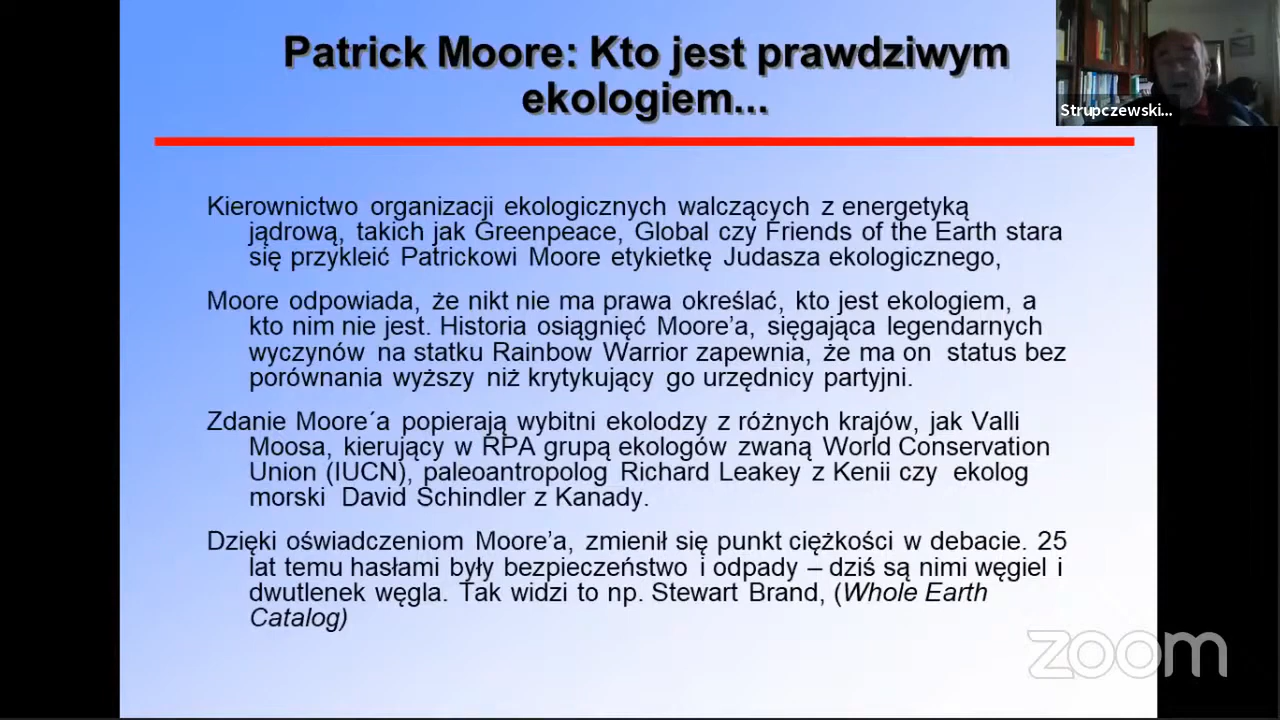 Patrick Moore: Kto jest prawdziwym
ekologiem...
Strupczewski...
Kierownictwo organizacji ekologicznych walczących z energetyką
jądrową, takich jak Greenpeace, Global czy Friends of the Earth stara
się przykleić Patrickowi Moore etykietkę Judasza ekologicznego,
Moore odpowiada, że nikt nie ma prawa określać, kto jest ekologiem, a
kto nim nie jest. Historia osiągnięć Moore’a, sięgająca legendarnych
wyczynów na statku Rainbow Warrior zapewnia, że ma on status bez
porównania wyższy niż krytykujący go urzędnicy partyjni.
Zdanie Moore´a popierają wybitni ekolodzy z różnych krajów, jak Valli
Moosa, kierujący w RPA grupą ekologów zwaną World Conservation
Union (IUCN), paleoantropolog Richard Leakey z Kenii czy ekolog
morski David Schindler z Kanady.
Dzięki oświadczeniom Moore’a, zmienił się punkt ciężkości w debacie. 25
lat temu hasłami były bezpieczeństwo i odpady – dziś są nimi węgiel i
dwutlenek węgla. Tak widzi to np. Stewart Brand, (Whole Earth
Catalog)
zoom